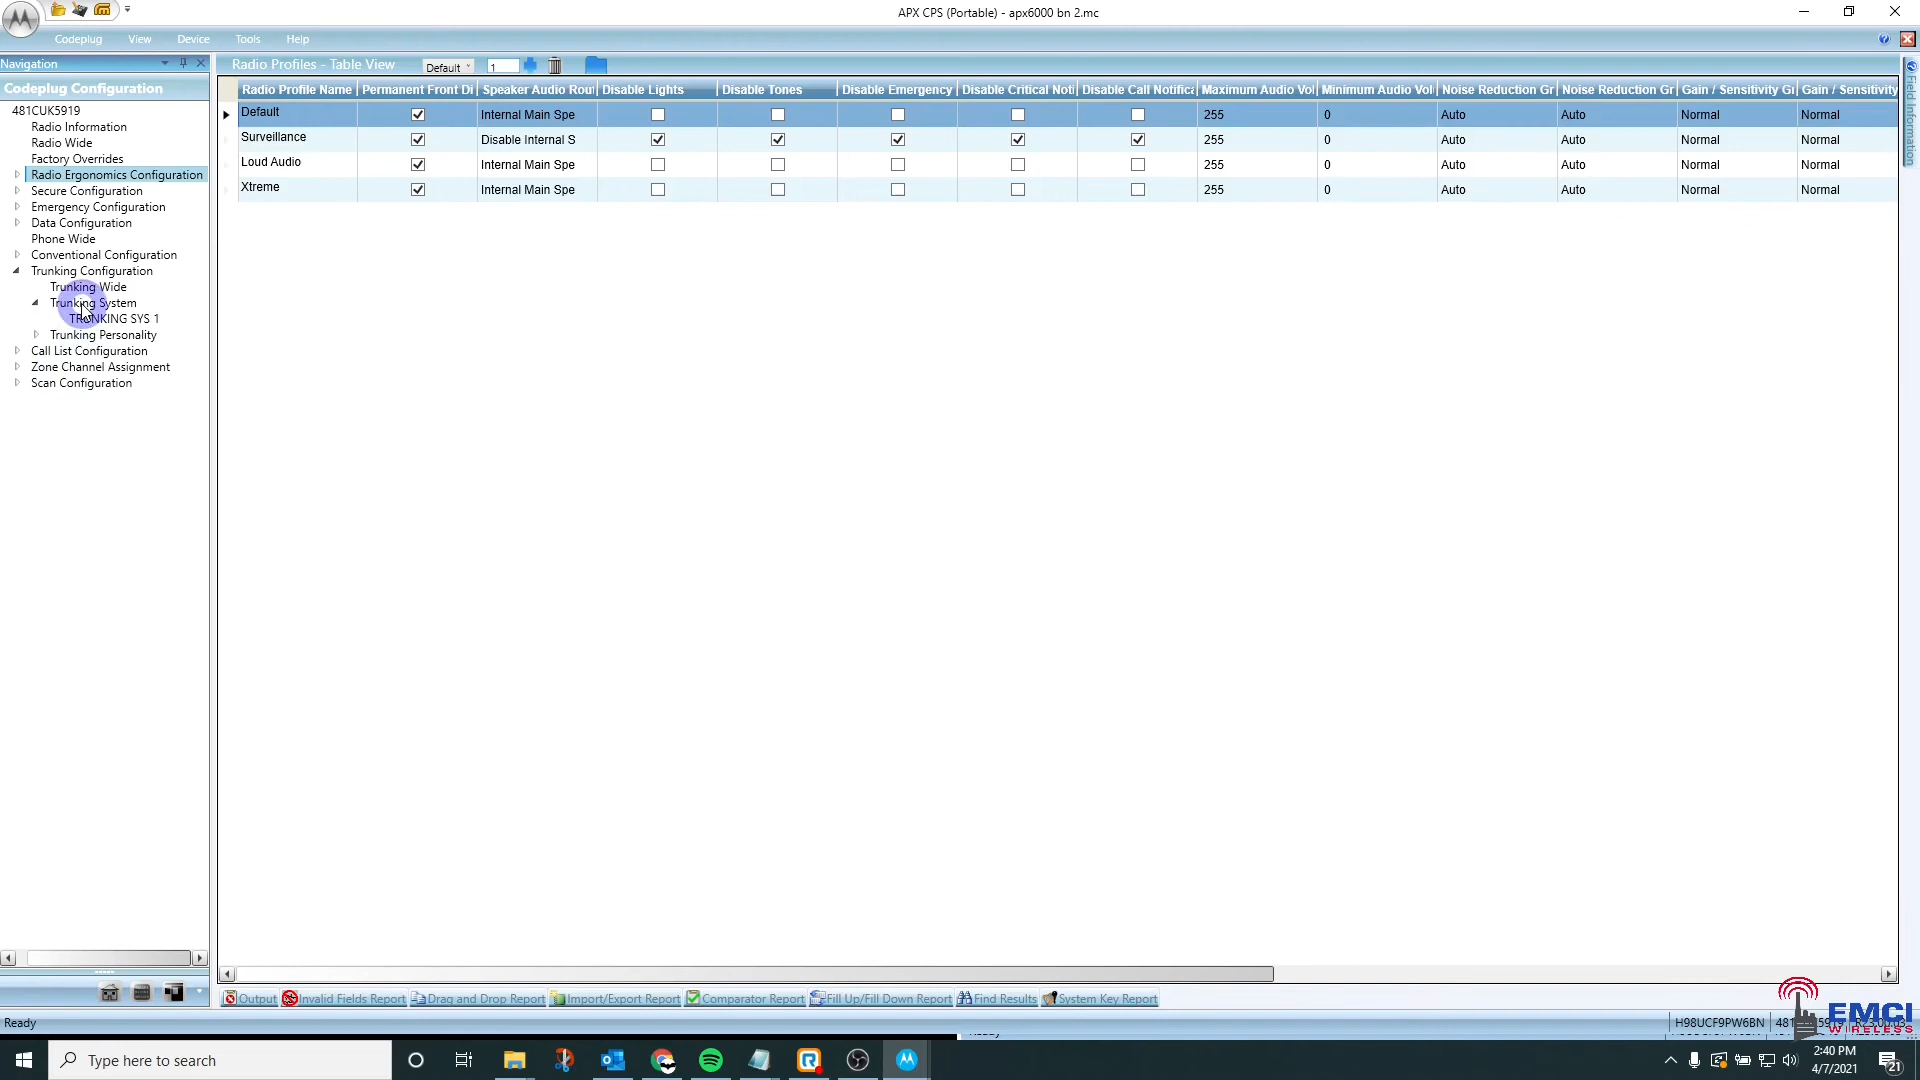 APX CPS (Portable) - apx6000 bn 2.mc
Codeplug View Device Tools Help
Navigation
Codeplug Configuration
481CUK5919
Radio Information
Radio Wide
Factory Overrides
Radio Ergonomics Configuration
Secure Configuration
Emergency Configuration
Data Configuration
Phone Wide
Conventional Configuration
Trunking Configuration
Trunking Wide
Trunking System
TRUNKING SYS 1
Trunking Personality
Call List Configuration
Zone Channel Assignment
Scan Configuration
Radio Profiles - Table View Default 1
Radio Profile Name Permanent Front Di Speaker Audio Rou Disable Lights Disable Tones Disable Emergency Disable Critical Noti Disable Call Notifica Maximum Audio Vol Minimum Audio Vol Noise Reduction Gr Noise Reduction Gr Gain / Sensitivity G Gain / Sensitivity
Default Internal Main Spe 255 0 Auto Auto Normal Normal
Surveillance Disable Internal S 255 0 Auto Auto Normal Normal
Loud Audio Internal Main Spe 255 0 Auto Auto Normal Normal
Xtreme Internal Main Spe 255 0 Auto Auto Normal Normal
Field Information
Output Invalid Fields Report Drag and Drop Report Import/Export Report Comparator Report Fill Up/Fill Down Report Find Results System Key Report
Ready
H98UCF9PW6BN
EMCI
WIRELESS
Type here to search
2:40 PM
4/7/2021
21